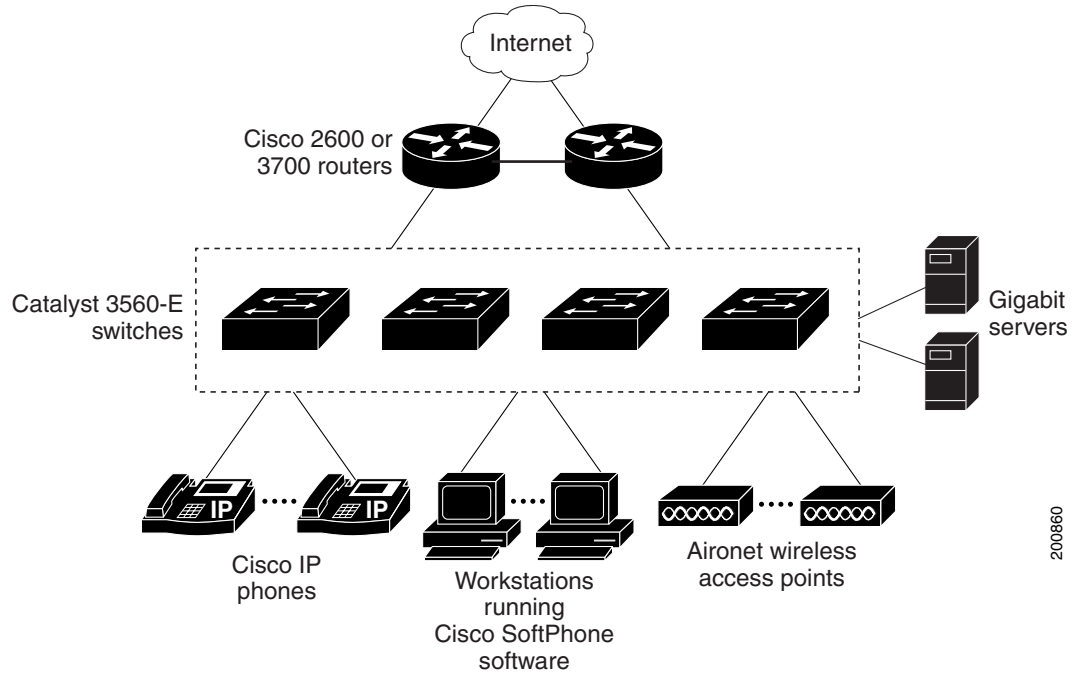 Internet
Cisco 2600 or
3700 routers
Catalyst 3560-E
switches
Gigabit
servers
IP
IP
Cisco IP
phones
Workstations
running
Cisco SoftPhone
software
Aironet wireless
access points
200860